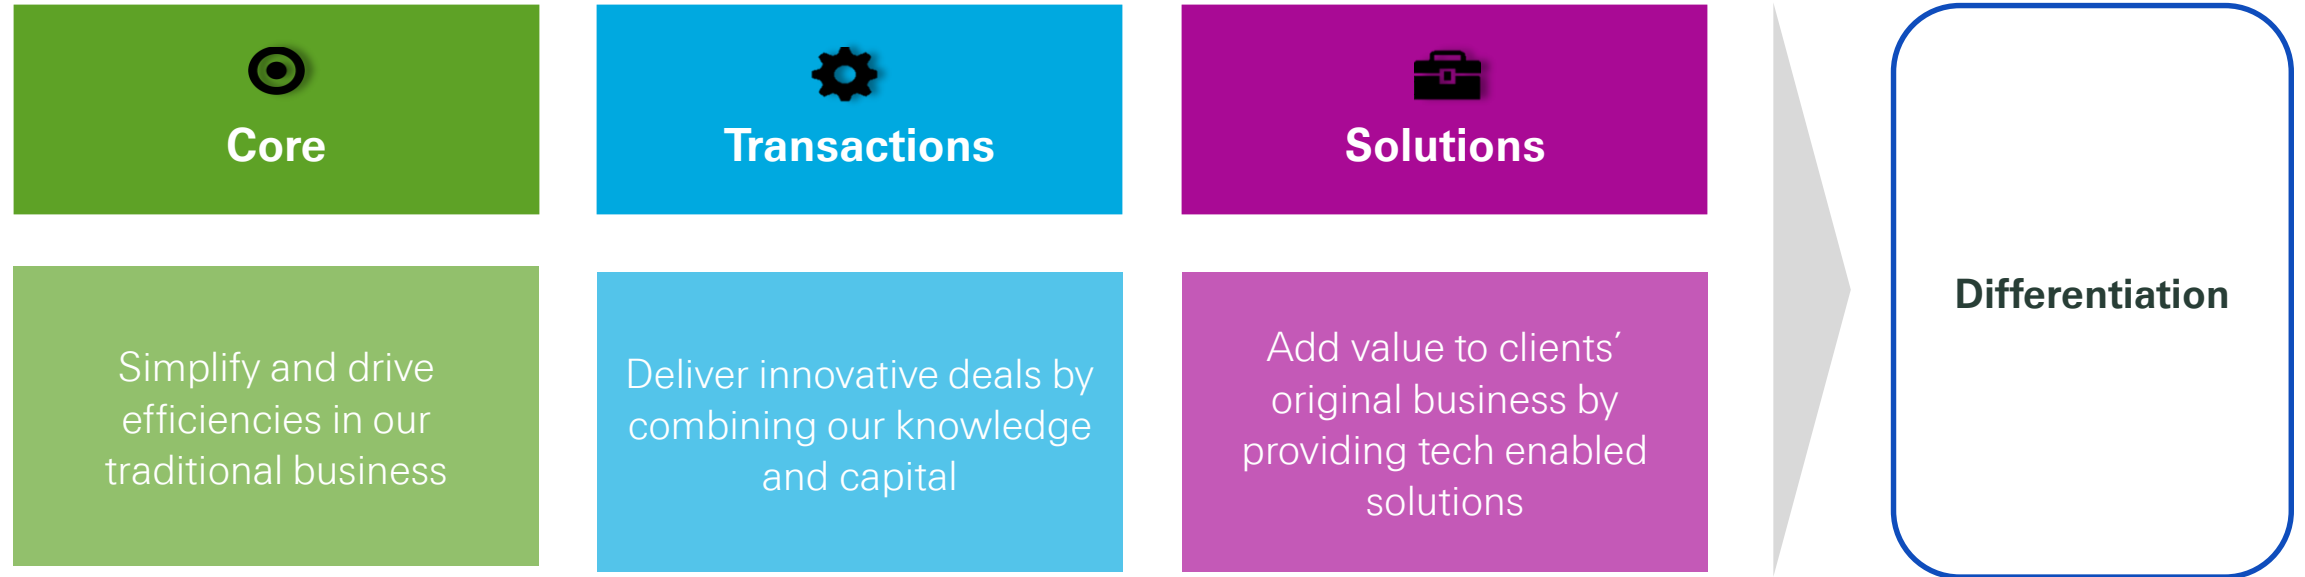 Core
Simplify and drive
efficiencies in our
traditional business
Transactions
Deliver innovative deals by
combining our knowledge
and capital
Solutions
Add value to clients’
original business by
providing tech enabled
solutions
Differentiation